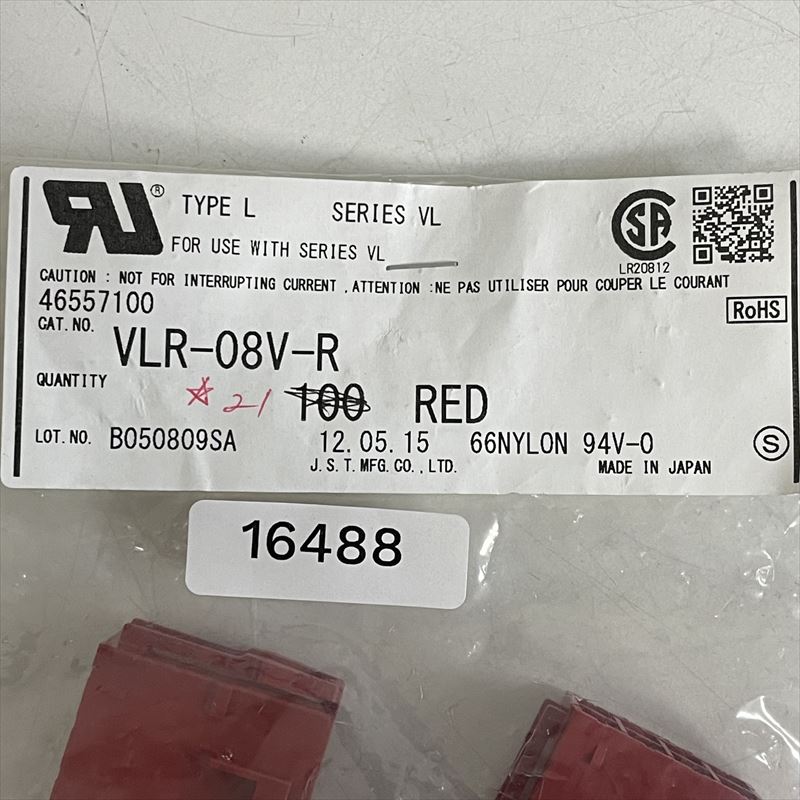 RU ® TYPE L SERIES VL
FOR USE WITH SERIES VL
SA
LR20812
CAUTION : NOT FOR INTERRUPTING CURRENT .ATTENTION :NE PAS UTILISER POUR COUPER LE COURANT
46557100
RoHS
CAT. NO. VLR-08V-R
QUANTITY ☆ 21 100 RED
LOT. NO. B050809SA 12.05.15 66NYLON 94V-0 S
J.S.T.MFG.CO.,LTD. MADE IN JAPAN
16488